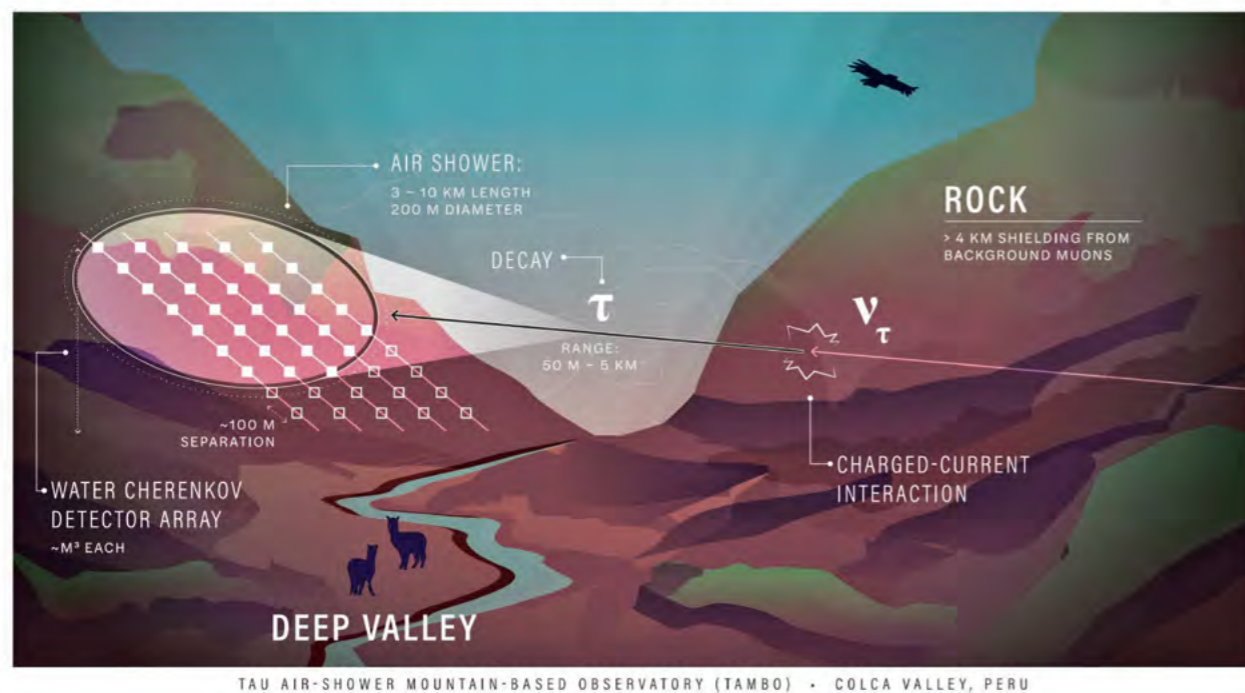 AIR SHOWER:
3 – 10 KM LENGTH
200 M DIAMETER
DECAY
τ
RANGE:
50 M – 5 KM
ROCK
> 4 KM SHIELDING FROM
BACKGROUND MUONS
ντ
CHARGED-CURRENT
INTERACTION
~100 M
SEPARATION
WATER CHERENKOV
DETECTOR ARRAY
~M³ EACH
DEEP VALLEY
TAU AIR-SHOWER MOUNTAIN-BASED OBSERVATORY (TAMBO) • COLCA VALLEY, PERU